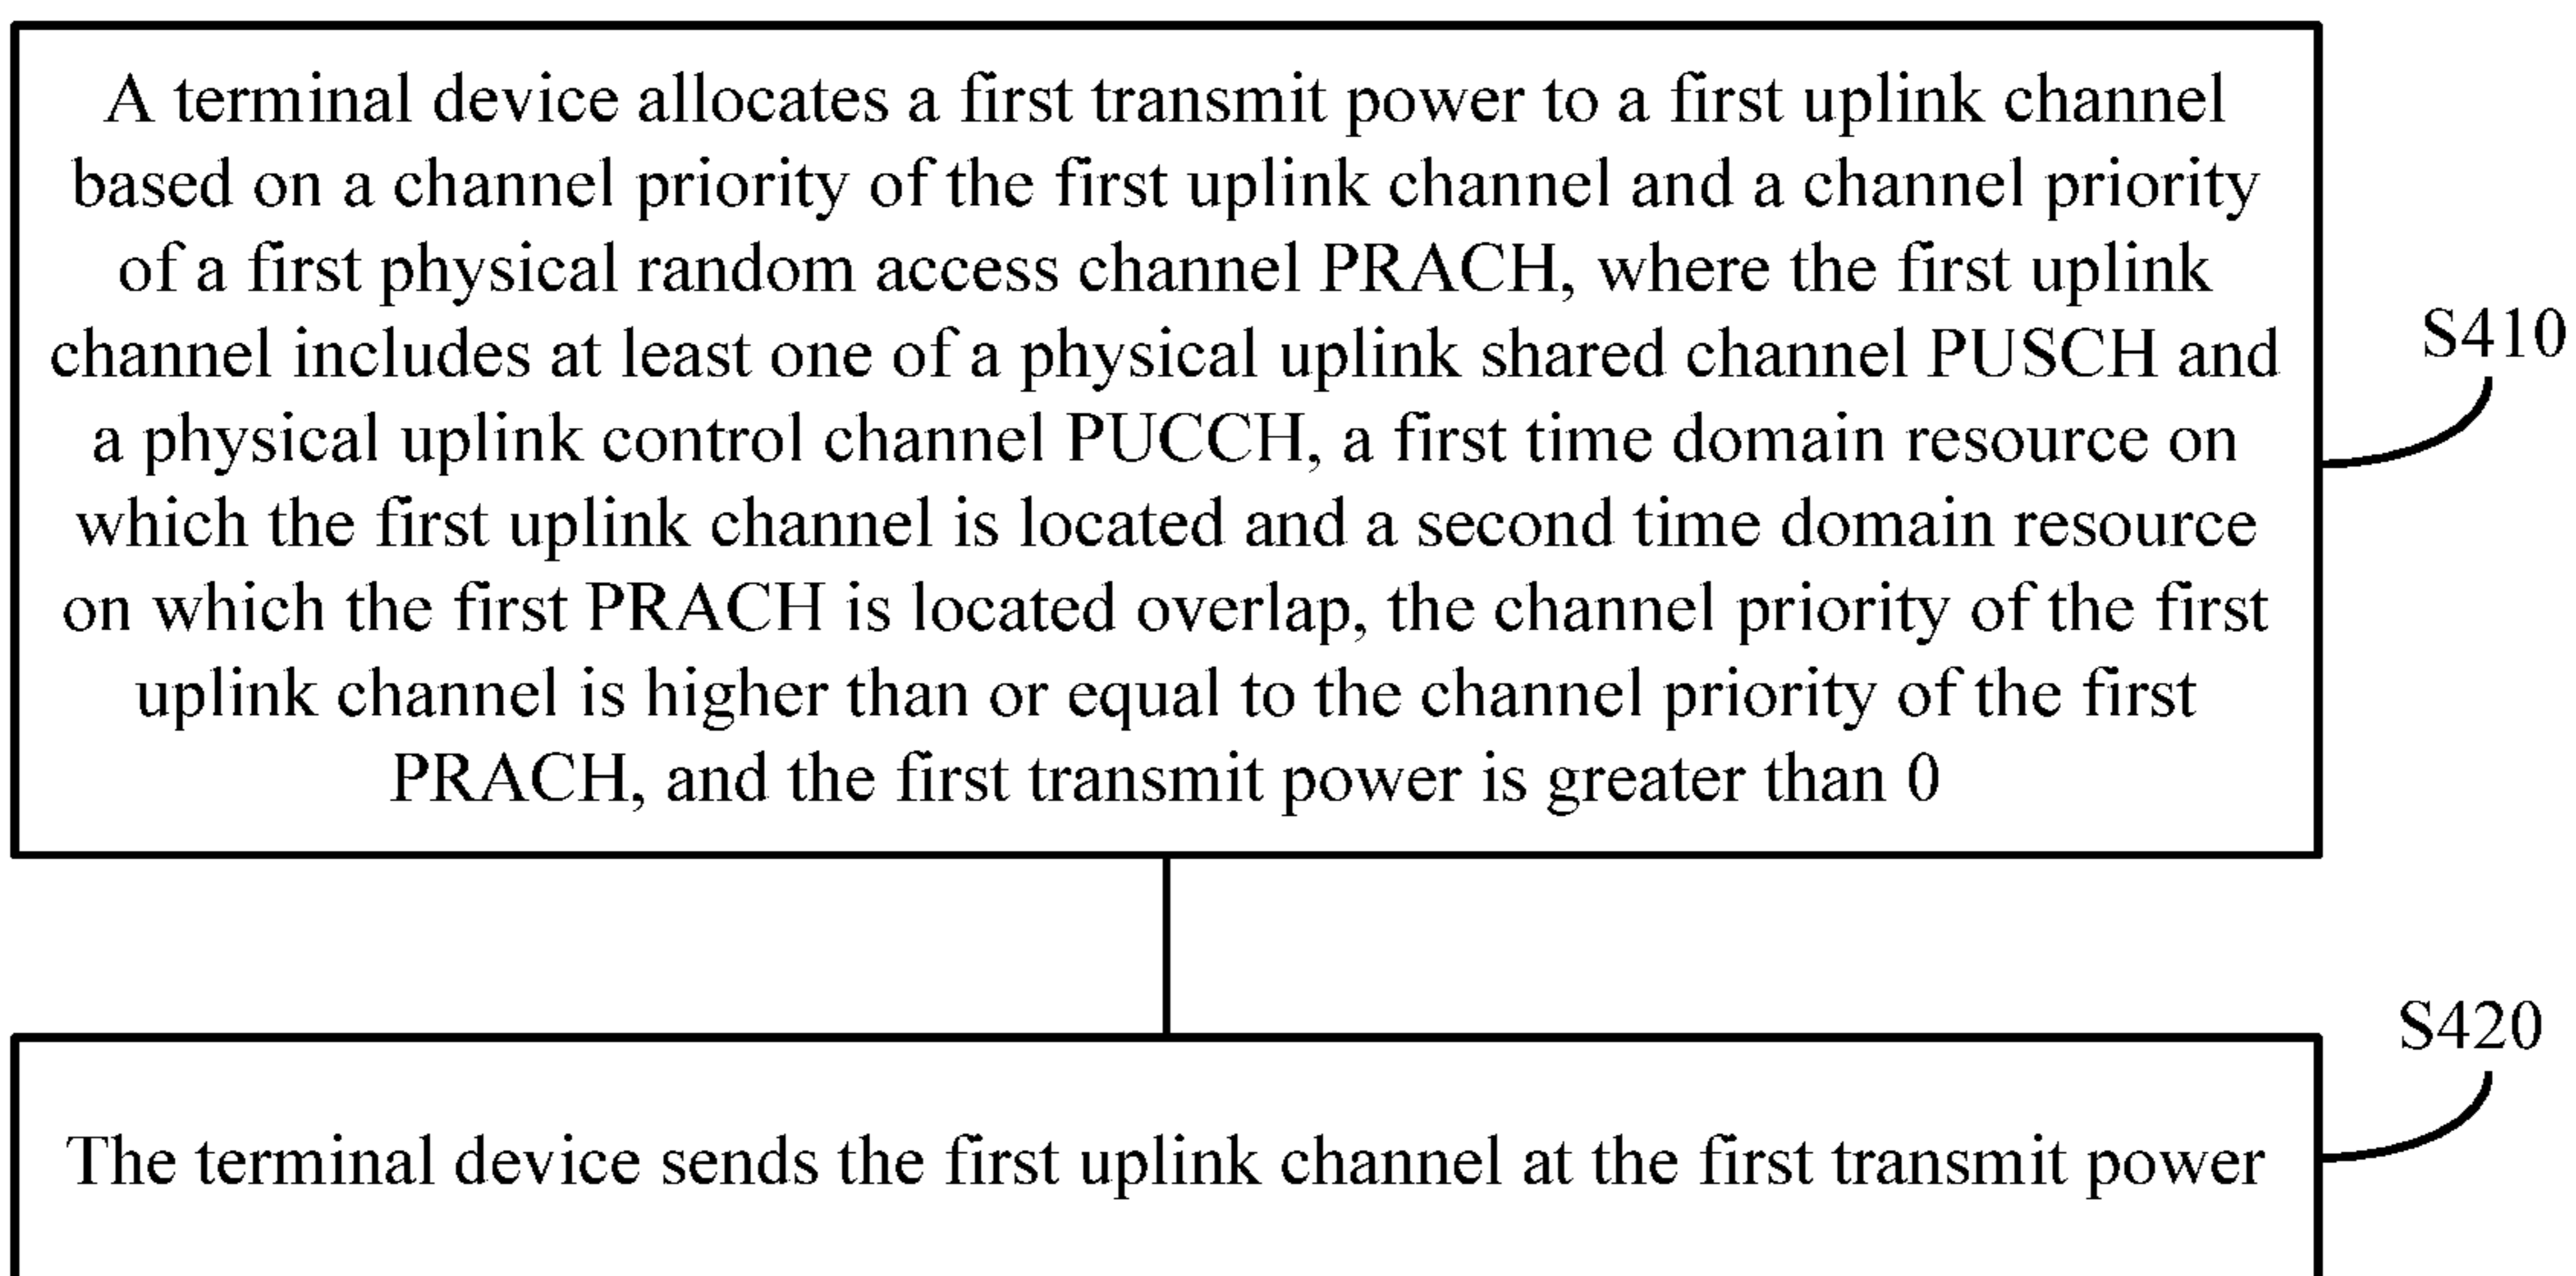 A terminal device allocates a first transmit power to a first uplink channel
based on a channel priority of the first uplink channel and a channel priority
of a first physical random access channel PRACH, where the first uplink
channel includes at least one of a physical uplink shared channel PUSCH and
a physical uplink control channel PUCCH, a first time domain resource on
which the first uplink channel is located and a second time domain resource
on which the first PRACH is located overlap, the channel priority of the first
uplink channel is higher than or equal to the channel priority of the first
PRACH, and the first transmit power is greater than 0
S410
S420
The terminal device sends the first uplink channel at the first transmit power